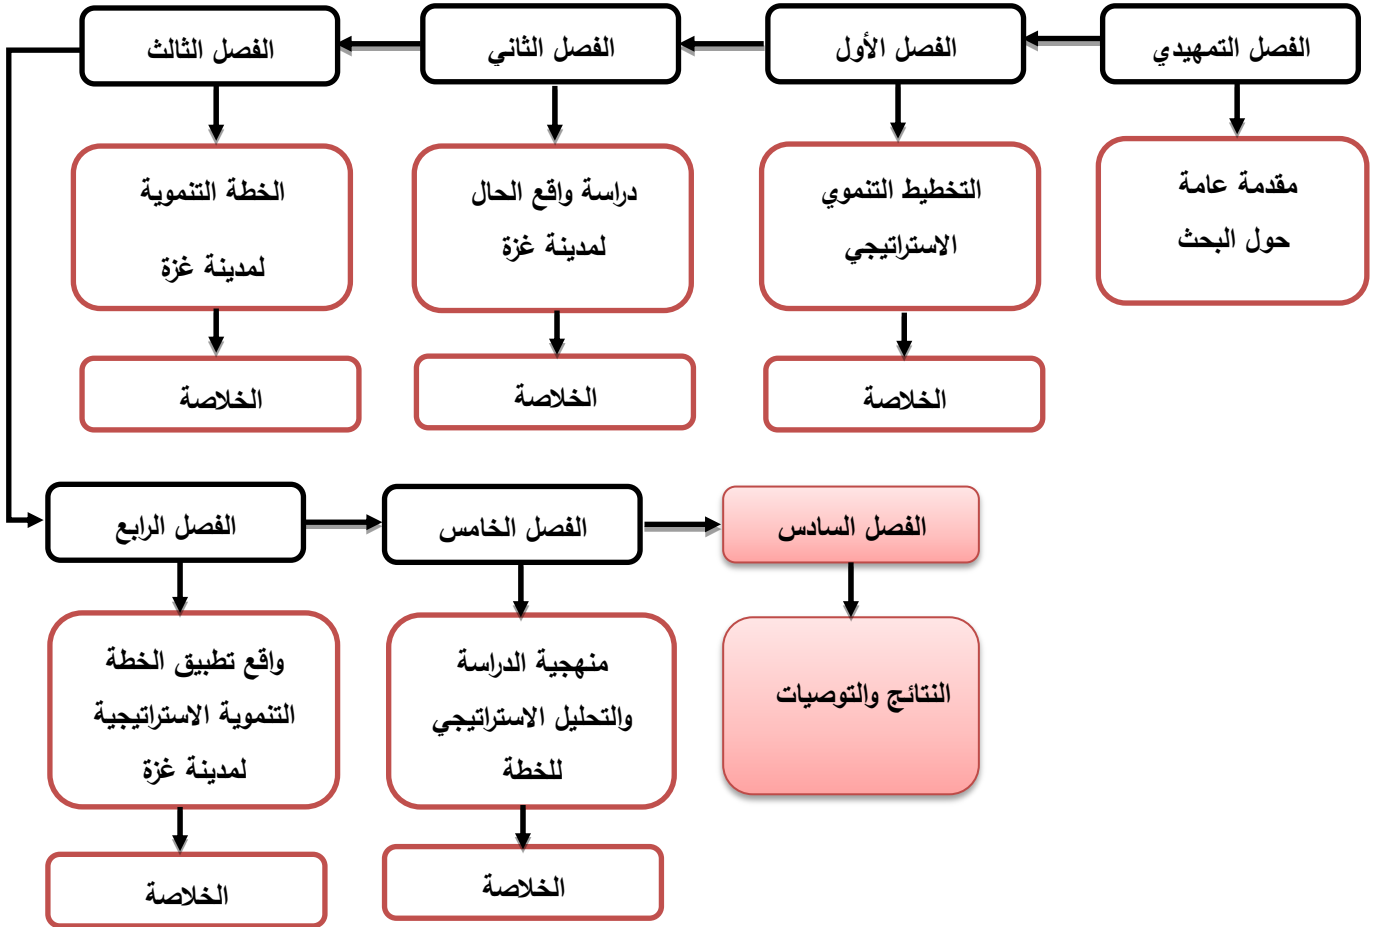 الفصل التمهيدي
الفصل الأول
الفصل الثاني
الفصل الثالث
مقدمة عامة
حول البحث
التخطيط التنموي
الاستراتيجي
دراسة واقع الحال
لمدينة غزة
الخطة التنموية
لمدينة غزة
الخلاصة
الخلاصة
الخلاصة
الفصل الرابع
الفصل الخامس
الفصل السادس
واقع تطبيق الخطة
التنموية الاستراتيجية
لمدينة غزة
منهجية الدراسة
والتحليل الاستراتيجي
للخطة
النتائج والتوصيات
الخلاصة
الخلاصة